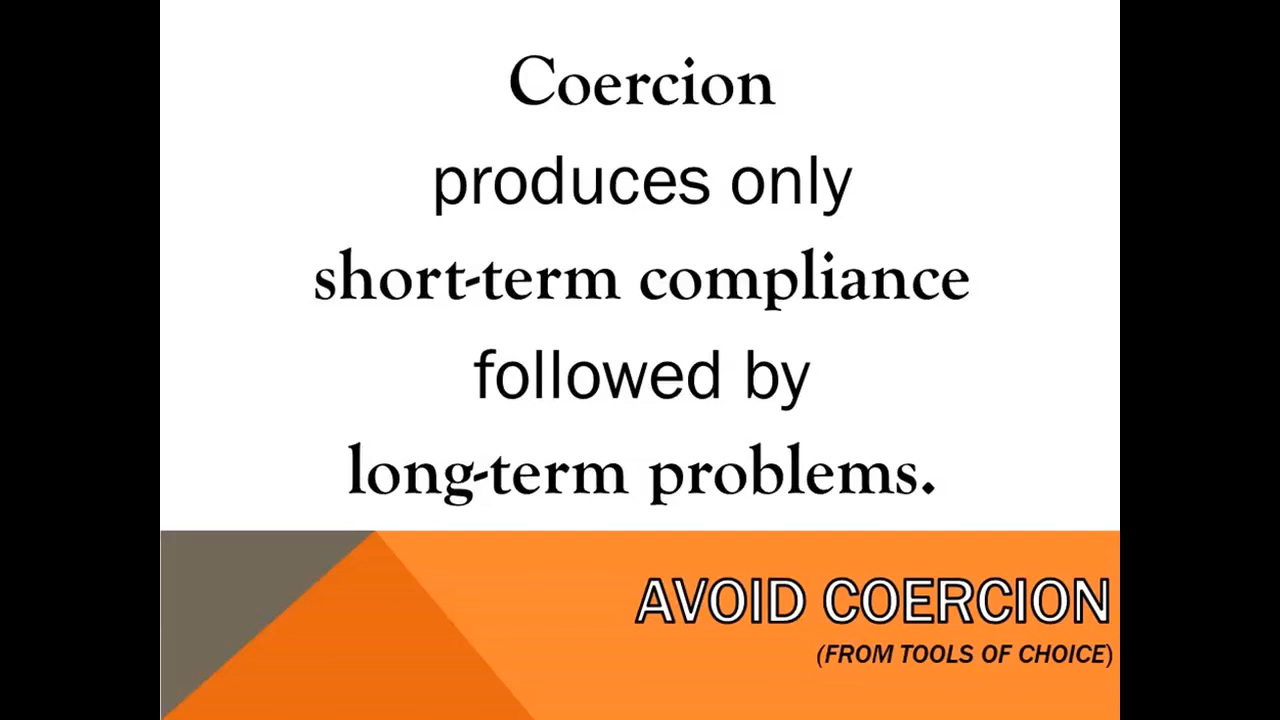 Coercion
produces only
short-term compliance
followed by
long-term problems.
AVOID COERCION
(FROM TOOLS OF CHOICE)